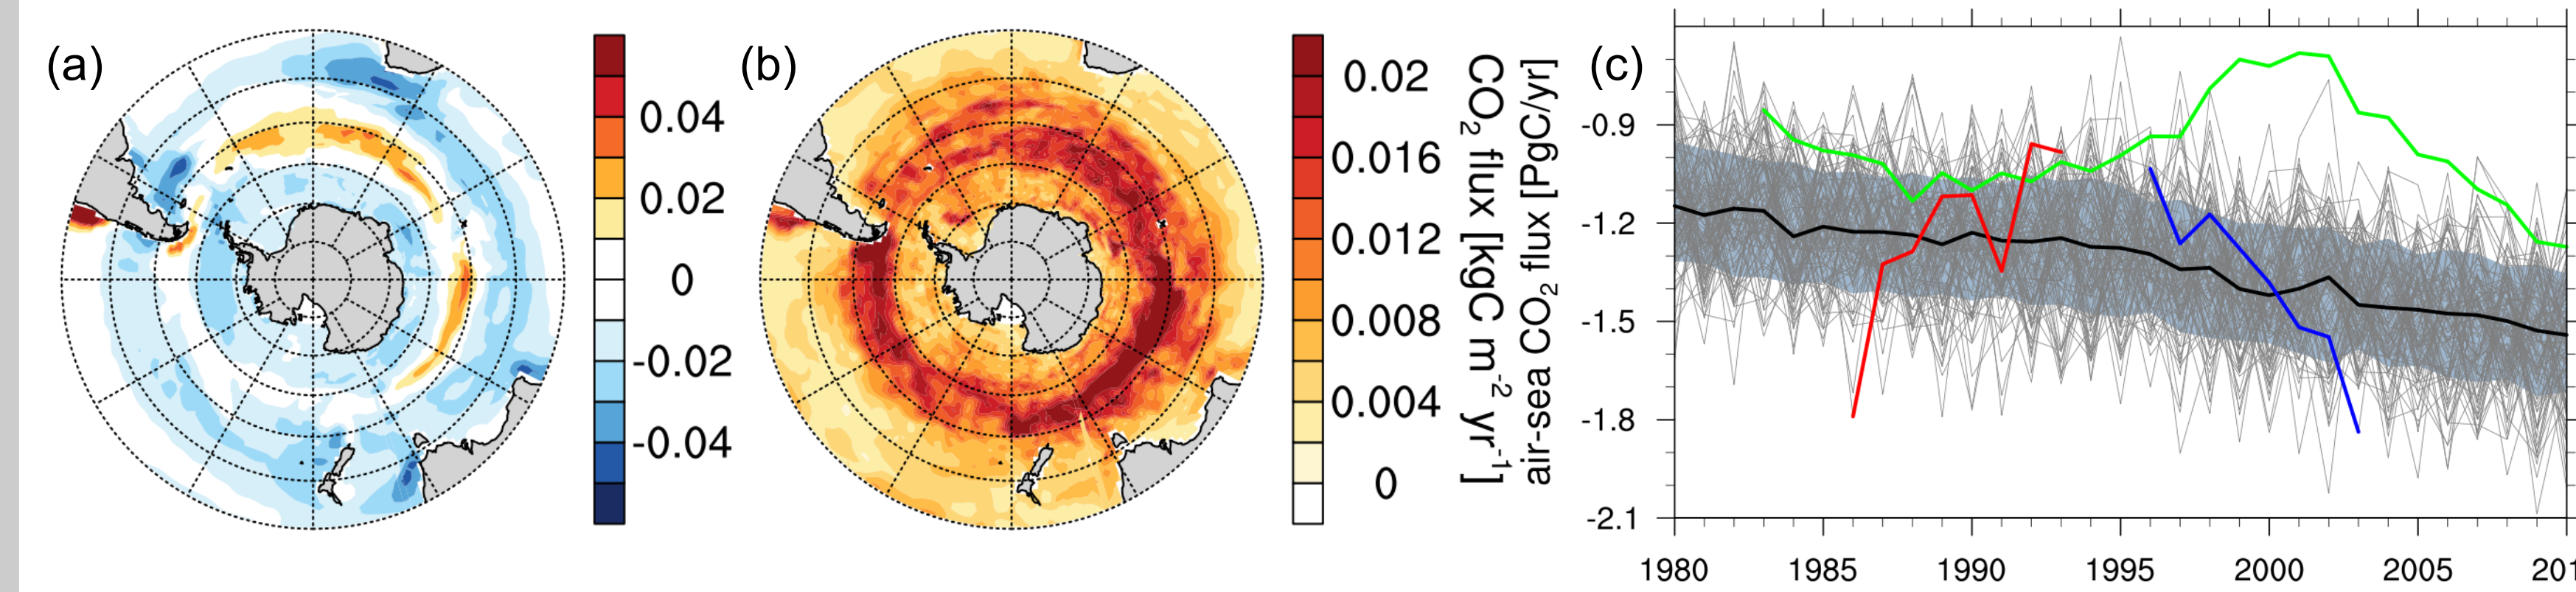 (a)
0.04
0.02
0
-0.02
-0.04
(b)
0.02
0.016
0.012
0.008
0.004
0
CO₂ flux [kgC m⁻² yr⁻¹]
(c)
air-sea CO₂ flux [PgC/yr]
-0.9
-1.2
-1.5
-1.8
-2.1
1980 1985 1990 1995 2000 2005 201